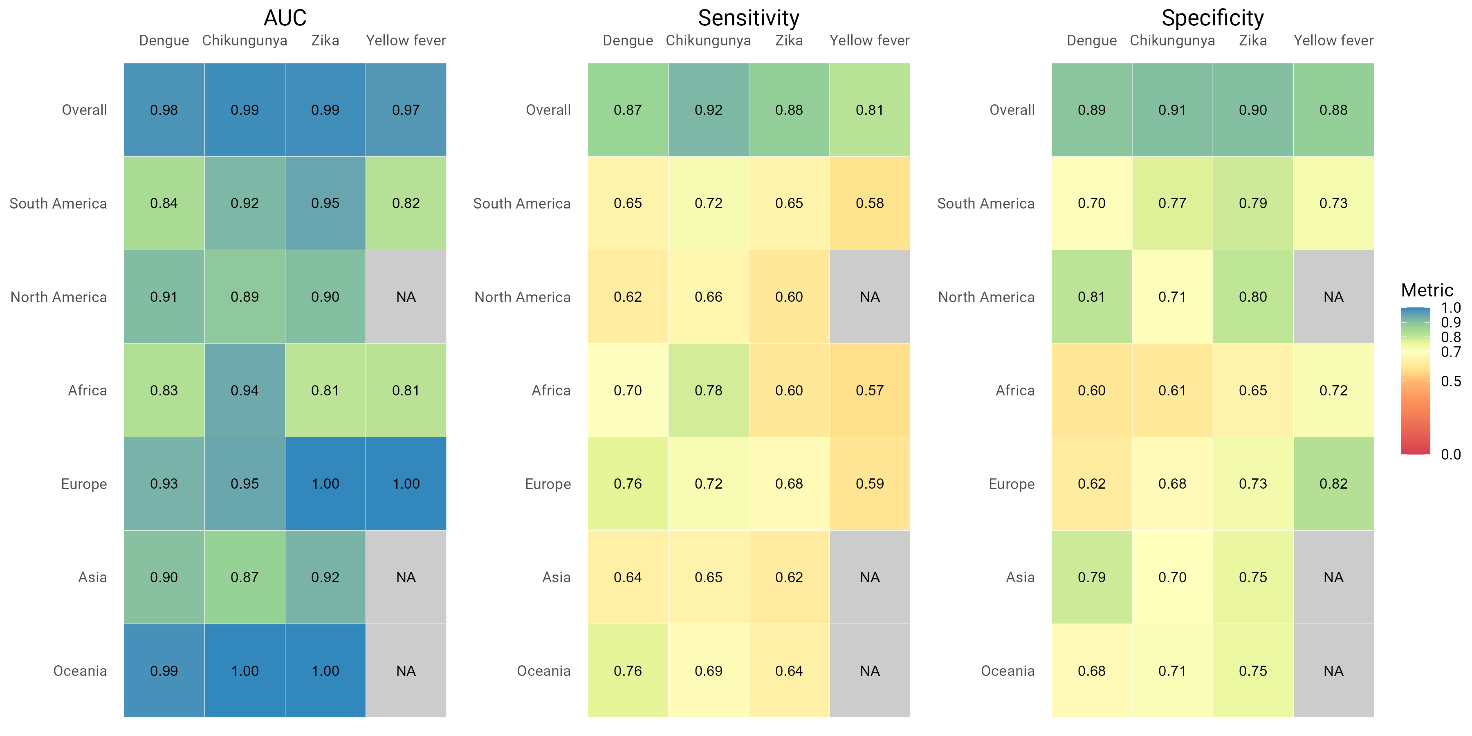 AUC Sensitivity Specificity
Dengue Chikungunya Zika Yellow fever Dengue Chikungunya Zika Yellow fever Dengue Chikungunya Zika Yellow fever
Overall 0.98 0.99 0.99 0.97 Overall 0.87 0.92 0.88 0.81 Overall 0.89 0.91 0.90 0.88
South America 0.84 0.92 0.95 0.82 South America 0.65 0.72 0.65 0.58 South America 0.70 0.77 0.79 0.73
North America 0.91 0.89 0.90 NA North America 0.62 0.66 0.60 NA North America 0.81 0.71 0.80 NA
Africa 0.83 0.94 0.81 0.81 Africa 0.70 0.78 0.60 0.57 Africa 0.60 0.61 0.65 0.72
Europe 0.93 0.95 1.00 1.00 Europe 0.76 0.72 0.68 0.59 Europe 0.62 0.68 0.73 0.82
Asia 0.90 0.87 0.92 NA Asia 0.64 0.65 0.62 NA Asia 0.79 0.70 0.75 NA
Oceania 0.99 1.00 1.00 NA Oceania 0.76 0.69 0.64 NA Oceania 0.68 0.71 0.75 NA
Metric
1.0
0.9
0.8
0.7
0.5
0.0